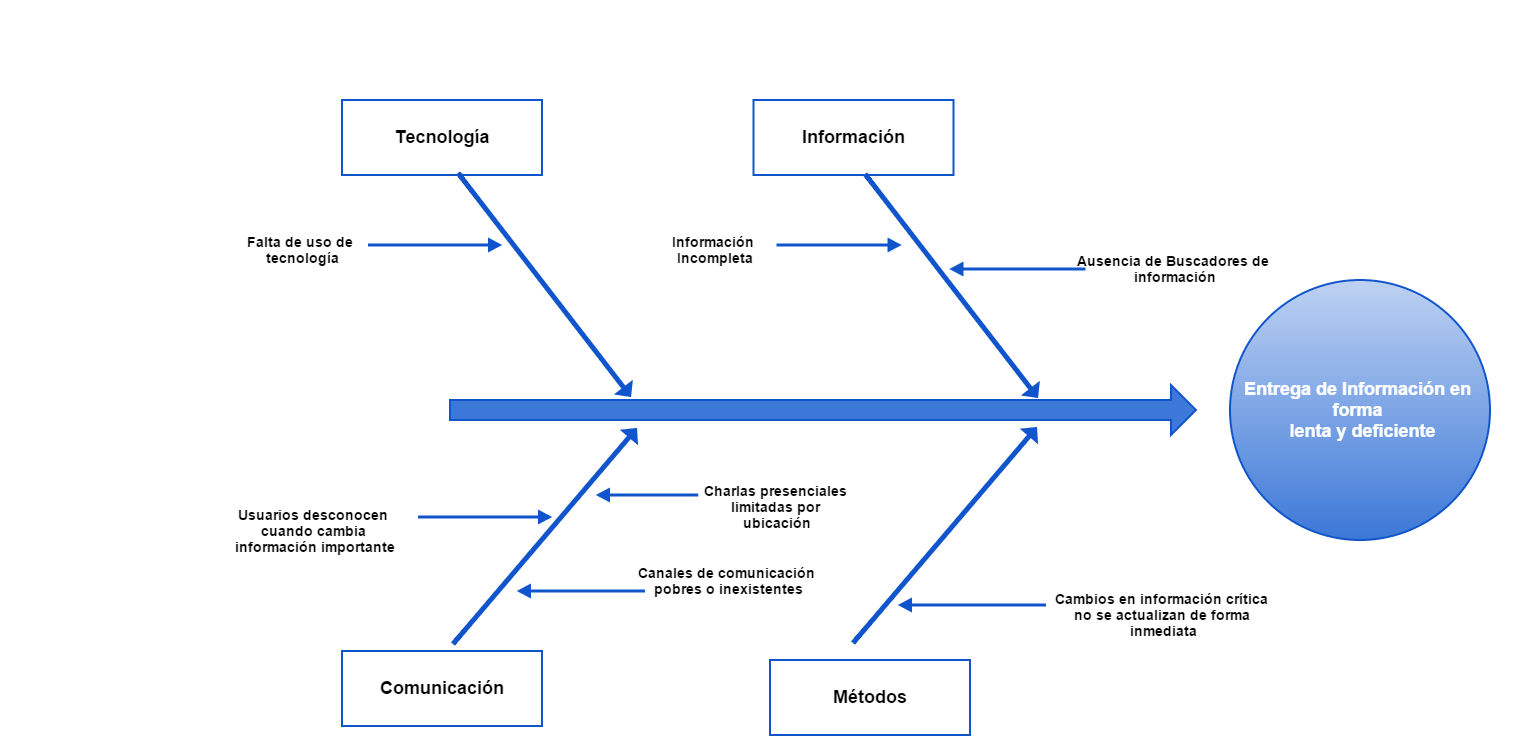 Tecnología
Información
Falta de uso de
tecnología
Información
Incompleta
Ausencia de Buscadores de
información
Entrega de Información en
forma
lenta y deficiente
Charlas presenciales
limitadas por
ubicación
Usuarios desconocen
cuando cambia
información importante
Canales de comunicación
pobres o inexistentes
Cambios en información crítica
no se actualizan de forma
inmediata
Comunicación
Métodos